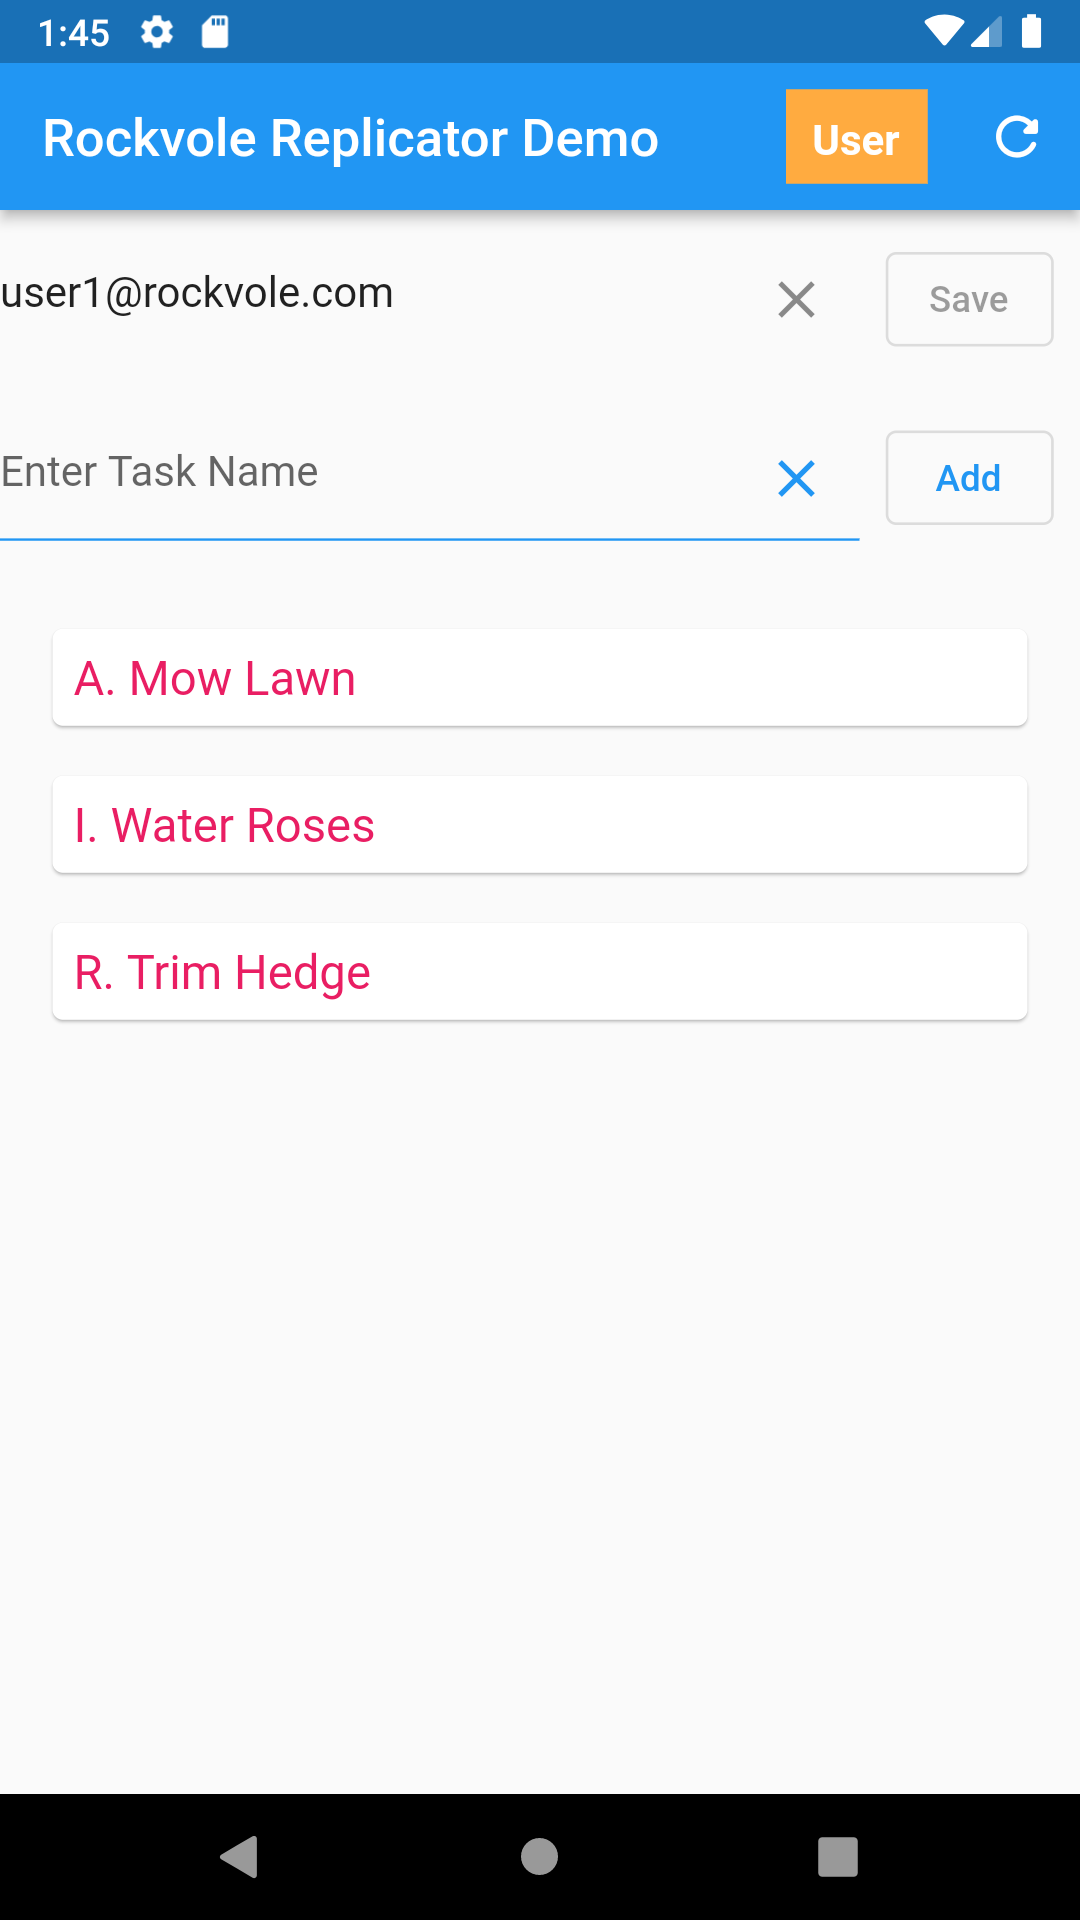 1:45
Rockvole Replicator Demo User
user1@rockvole.com Save
Enter Task Name Add
A. Mow Lawn
I. Water Roses
R. Trim Hedge